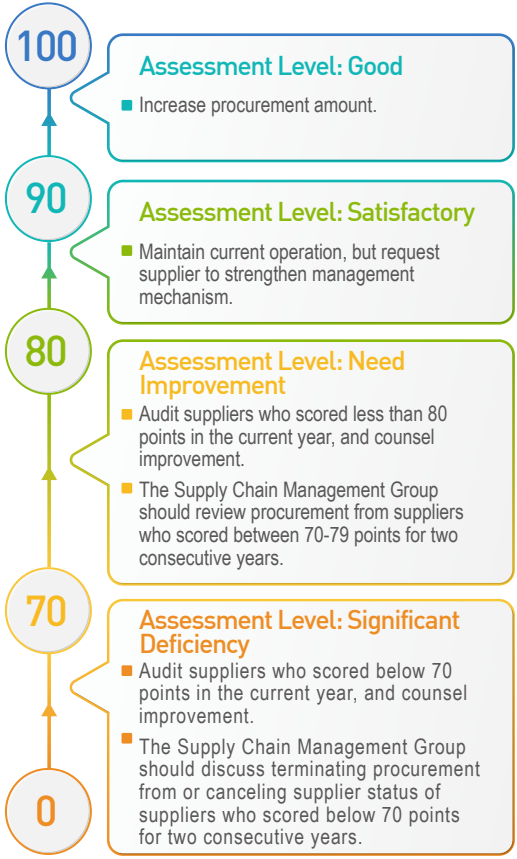 100
Assessment Level: Good
Increase procurement amount.
90
Assessment Level: Satisfactory
Maintain current operation, but request
supplier to strengthen management
mechanism.
80
Assessment Level: Need
Improvement
Audit suppliers who scored less than 80
points in the current year, and counsel
improvement.
The Supply Chain Management Group
should review procurement from suppliers
who scored between 70-79 points for two
consecutive years.
70
Assessment Level: Significant
Deficiency
Audit suppliers who scored below 70
points in the current year, and counsel
improvement.
The Supply Chain Management Group
should discuss terminating procurement
from or canceling supplier status of
suppliers who scored below 70 points
for two consecutive years.
0